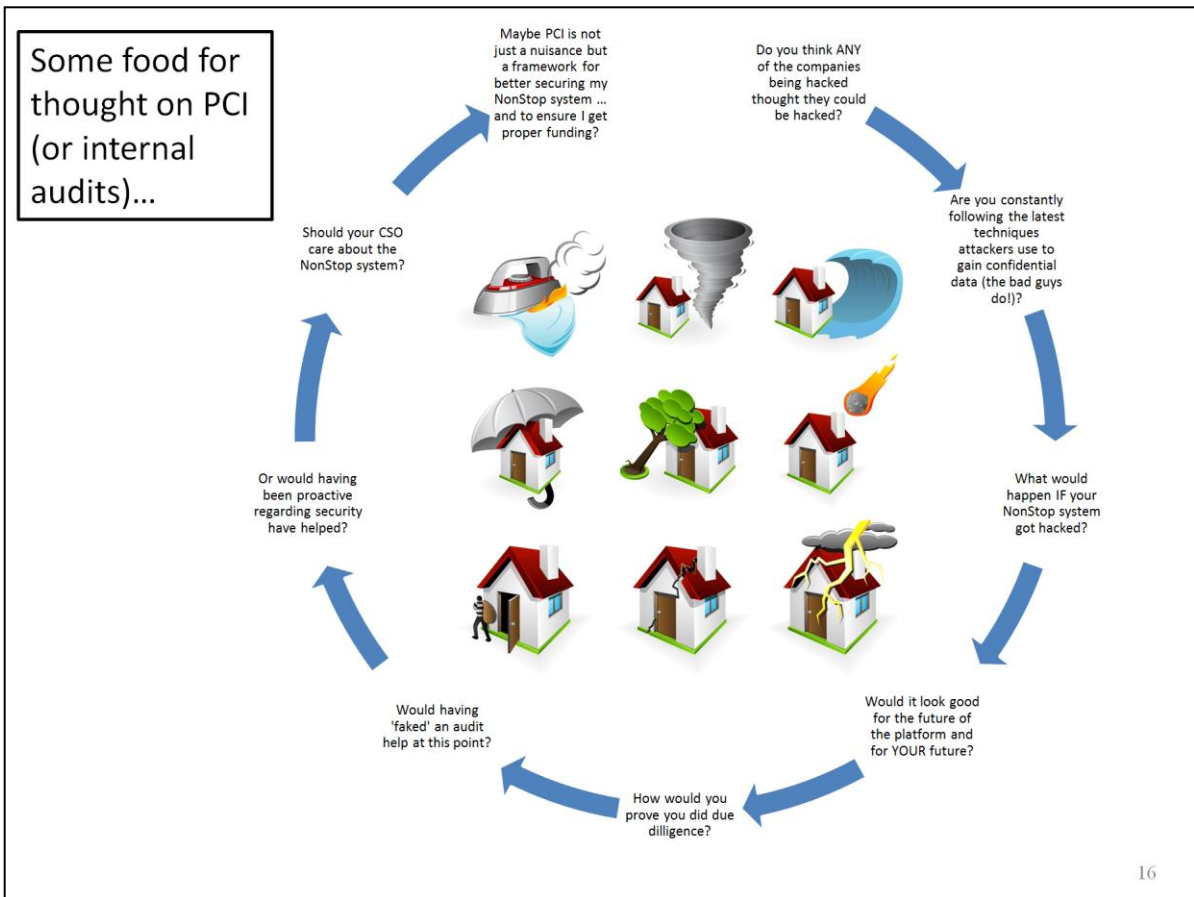 Some food for
thought on PCI
(or internal
audits)...
Maybe PCI is not
just a nuisance but
a framework for
better securing my
NonStop system ...
and to ensure I get
proper funding?
Do you think ANY
of the companies
being hacked
thought they could
be hacked?
Are you constantly
following the latest
techniques
attackers use to
gain confidential
data (the bad guys
do!)?
What would
happen IF your
NonStop system
got hacked?
Would it look good
for the future of
the platform and
for YOUR future?
How would you
prove you did due
dilligence?
Would having
'faked' an audit
help at this point?
Or would having
been proactive
regarding security
have helped?
Should your CSO
care about the
NonStop system?
16